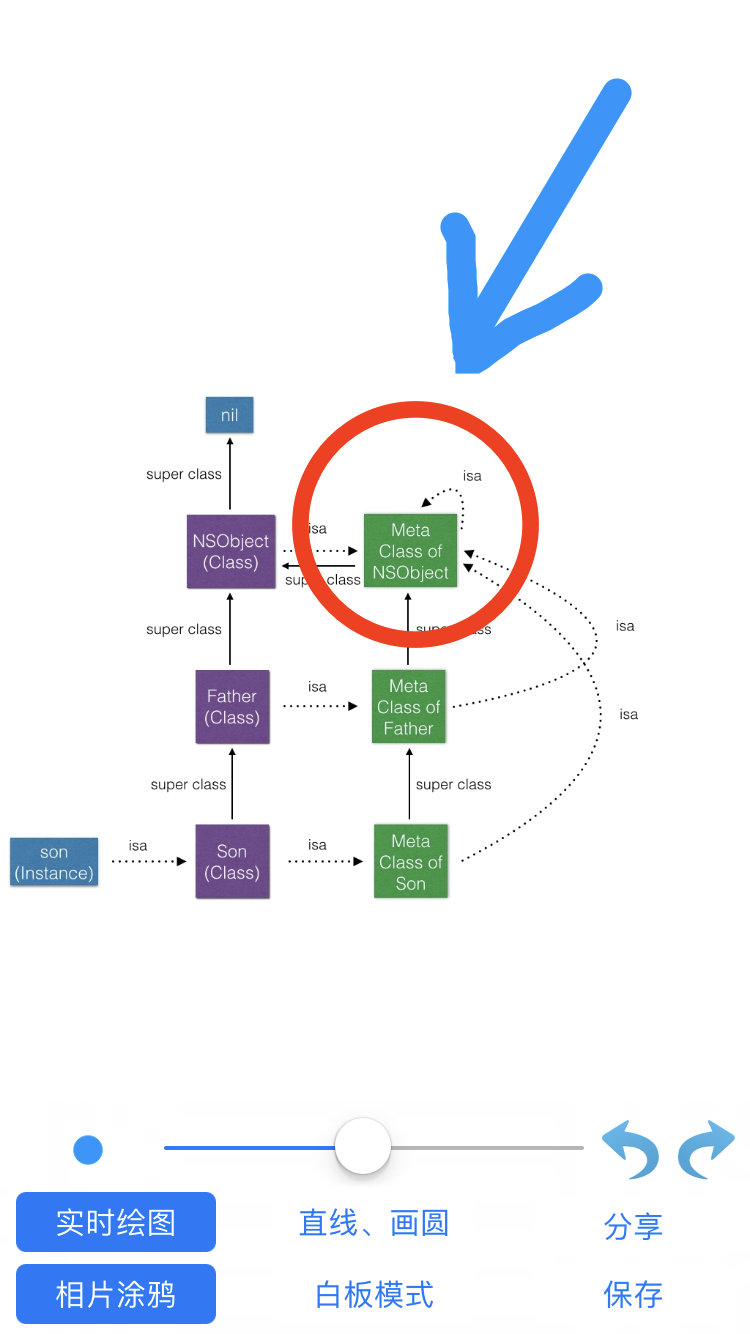 nil
super class
isa
NSObject
(Class)
isa
Meta
Class of
NSObject
super class
super class
super class
isa
Father
(Class)
isa
Meta
Class of
Father
isa
super class
super class
son
(Instance)
isa
Son
(Class)
isa
Meta
Class of
Son
实时绘图
直线、画圆
分享
相片涂鸦
白板模式
保存